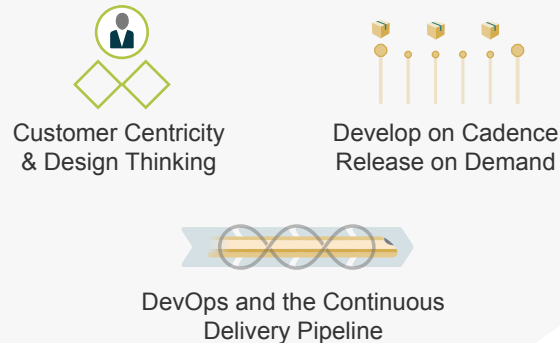 Customer Centricity
& Design Thinking
Develop on Cadence
Release on Demand
DevOps and the Continuous
Delivery Pipeline